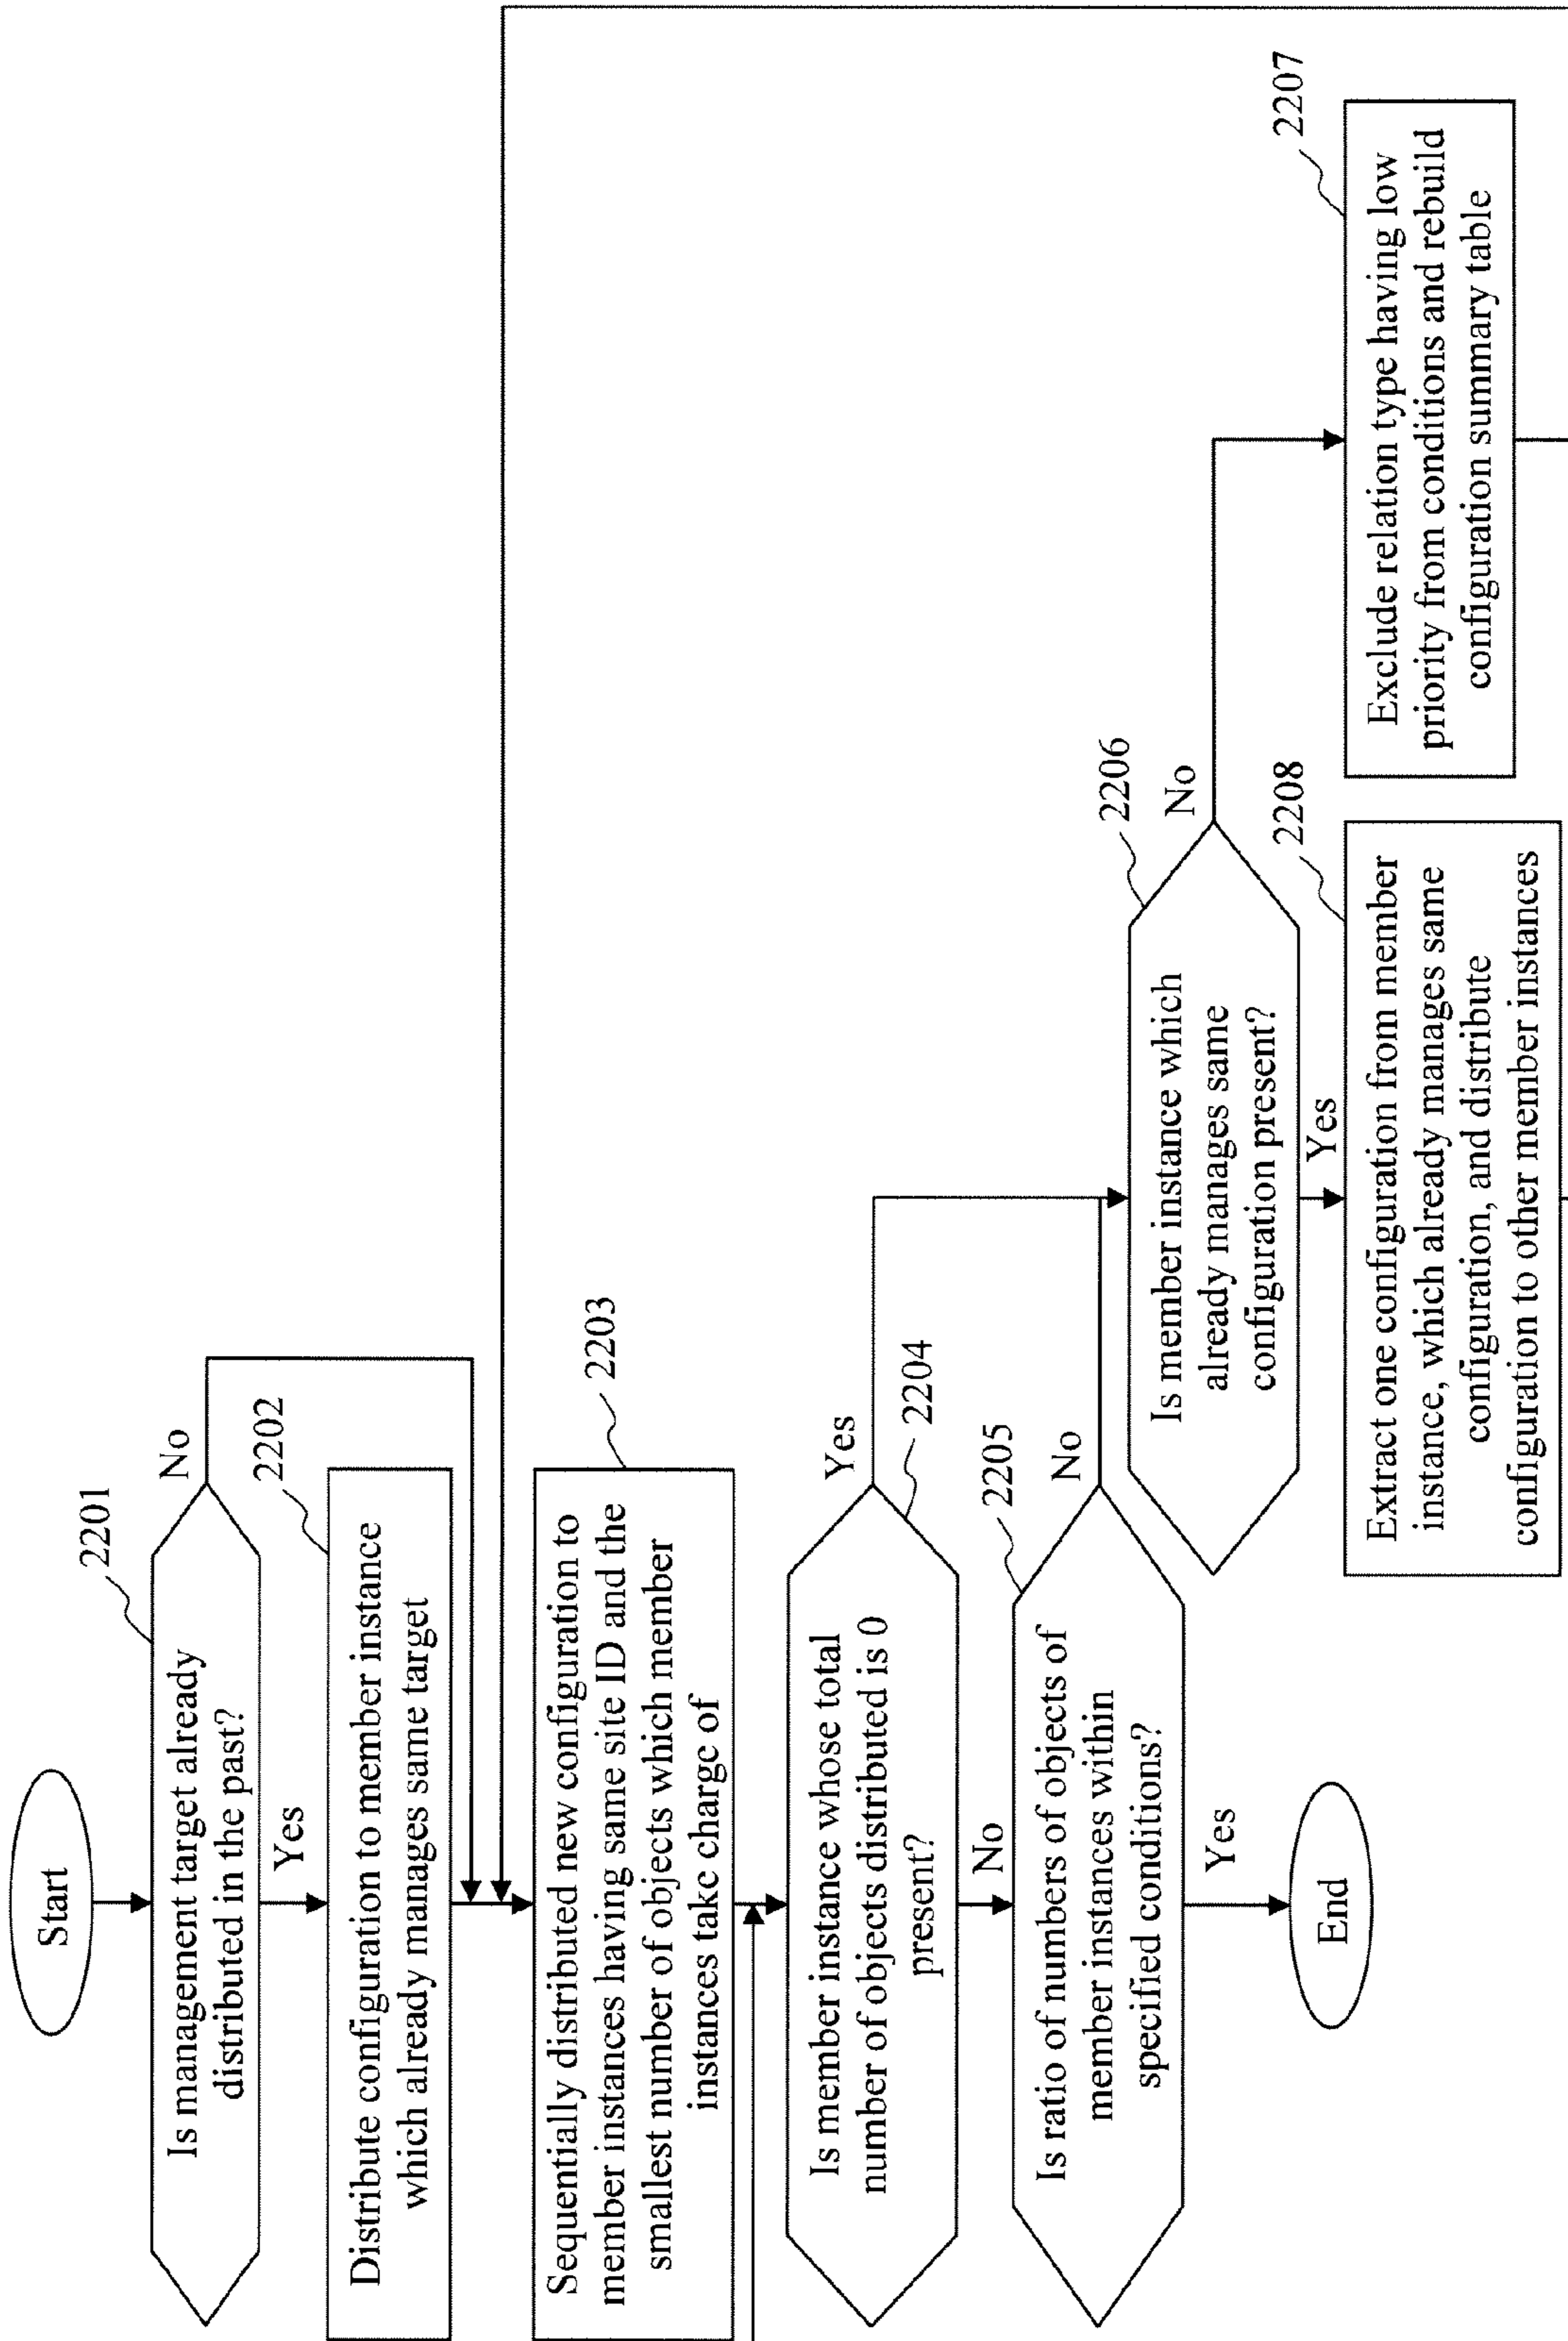 Start
2201
Is management target already
distributed in the past?
No
Yes
2202
Distribute configuration to member instance
which already manages same target
2203
Sequentially distributed new configuration to
member instances having same site ID and the
smallest number of objects which member
instances take charge of
2204
Is member instance whose total
number of objects distributed is 0
present?
Yes
No
2205
Is ratio of numbers of objects of
member instances within
specified conditions?
No
Yes
End
2206
Is member instance which
already manages same
configuration present?
No
Yes
2207
Exclude relation type having low
priority from conditions and rebuild
configuration summary table
2208
Extract one configuration from member
instance, which already manages same
configuration, and distribute
configuration to other member instances